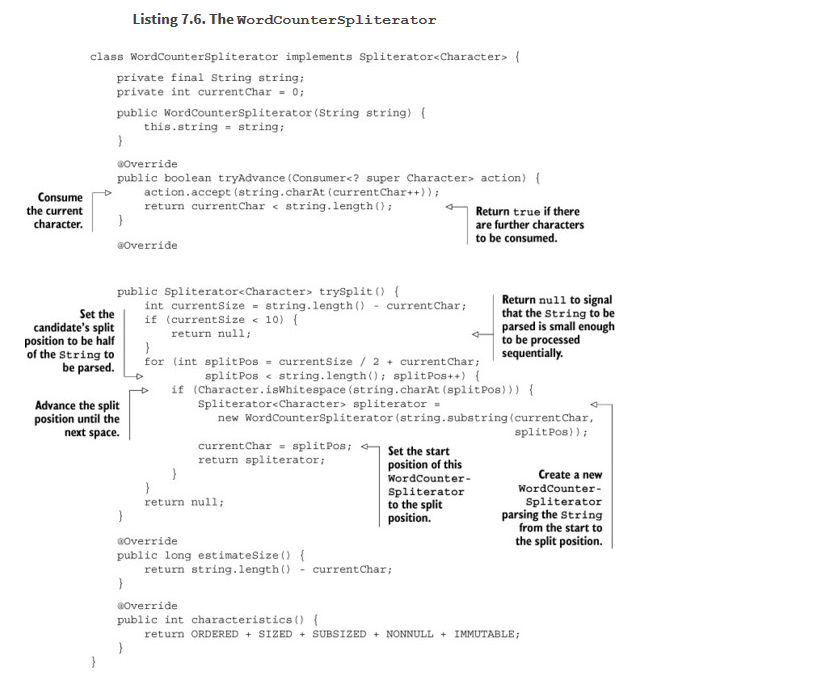 Listing 7.6. The WordCounterSpliterator
class WordCounterSpliterator implements Spliterator<Character> {
private final String string;
private int currentChar = 0;
public WordCounterSpliterator(String string) {
this.string = string;
}
@Override
public boolean tryAdvance(Consumer<? super Character> action) {
action.accept(string.charAt(currentChar++));
return currentChar < string.length();
}
Consume
the current
character.
Return true if there
are further characters
to be consumed.
@Override
public Spliterator<Character> trySplit() {
int currentSize = string.length() - currentChar;
if (currentSize < 10) {
return null;
}
Return null to signal
that the String to be
parsed is small enough
to be processed
sequentially.
Set the
candidate's split
position to be half
of the String to
be parsed.
for (int splitPos = currentSize / 2 + currentChar;
splitPos < string.length(); splitPos++) {
if (Character.isWhitespace(string.charAt(splitPos))) {
Advance the split
position until the
next space.
Spliterator<Character> spliterator =
new WordCounterSpliterator(string.substring(currentChar,
splitPos));
currentChar = splitPos;
return spliterator;
}
}
return null;
}
Set the start
position of this
WordCounter-
Spliterator
to the split
position.
Create a new
WordCounter-
Spliterator
parsing the String
from the start to
the split position.
@Override
public long estimateSize() {
return string.length() - currentChar;
}
@Override
public int characteristics() {
return ORDERED + SIZED + SUBSIZED + NONNULL + IMMUTABLE;
}
}